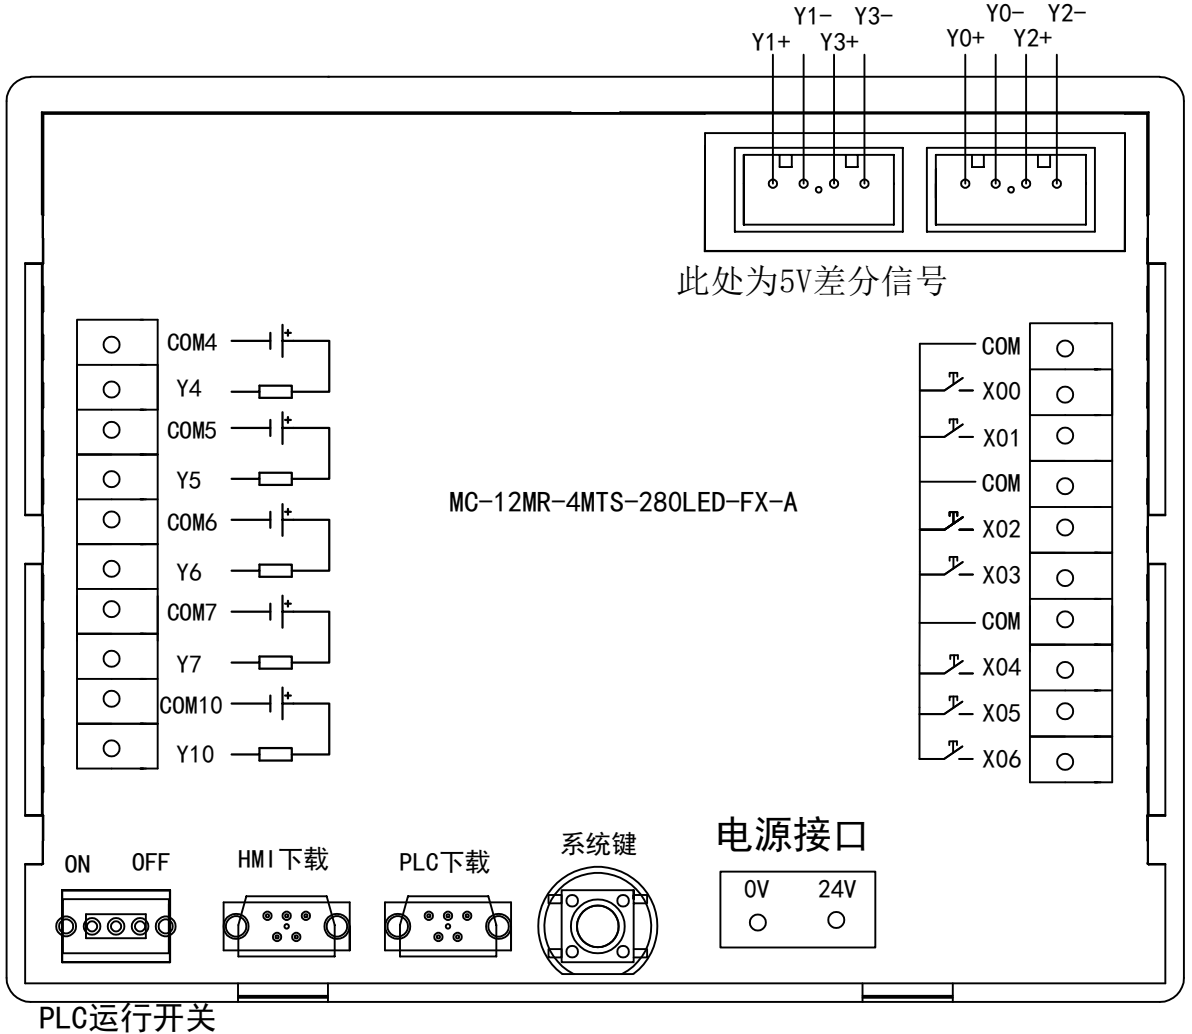 Y1- Y3- Y0- Y2-
Y1+ Y3+ Y0+ Y2+
此处为5V差分信号
COM4
Y4
COM5
Y5
COM6
Y6
COM7
Y7
COM10
Y10
MC-12MR-4MTS-280LED-FX-A
COM
X00
X01
COM
X02
X03
COM
X04
X05
X06
ON OFF
HMI下载
PLC下载
系统键
电源接口
0V 24V
PLC运行开关